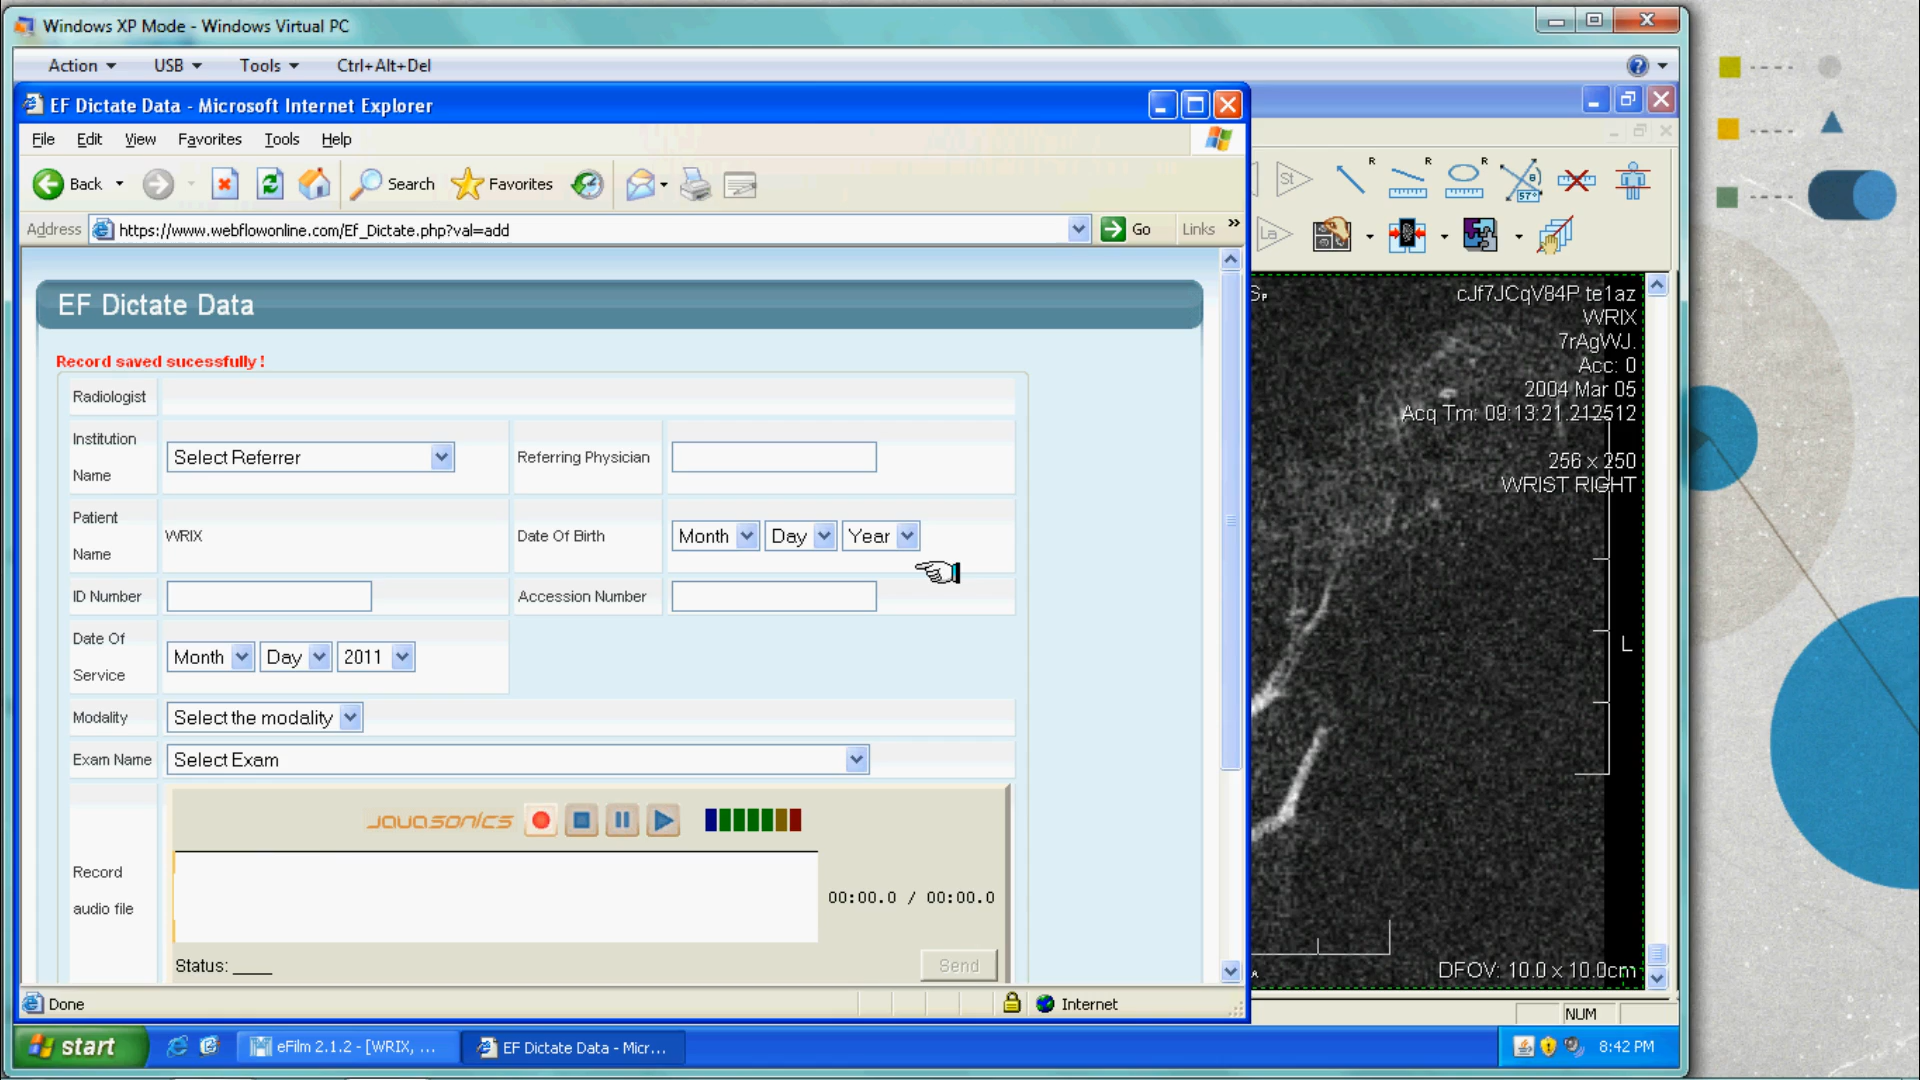 Windows XP Mode - Windows Virtual PC
Action USB Tools Ctrl+Alt+Del
EF Dictate Data - Microsoft Internet Explorer
File Edit View Favorites Tools Help
Back Search Favorites
Address https://www.webflowonline.com/Ef_Dictate.php?val=add Go Links »
EF Dictate Data
Record saved sucessfully !
Radiologist
Institution Name Select Referrer Referring Physician
Patient Name WRIX Date Of Birth Month Day Year
ID Number Accession Number
Date Of Service Month Day 2011
Modality Select the modality
Exam Name Select Exam
Javasonics
Record audio file 00:00.0 / 00:00.0
Status: ____ Send
Done Internet
St R R R θ 57°
La
cJf7JCqV84P te1az
WRIX
7rAgWJ.
Acc: 0
2004 Mar 05
Acq Tm: 09:13:21.212512
256 x 250
WRIST RIGHT
L
DFOV: 10.0 x 10.0cm
NUM
start eFilm 2.1.2 - [WRIX, ... EF Dictate Data - Micr... 8:42 PM